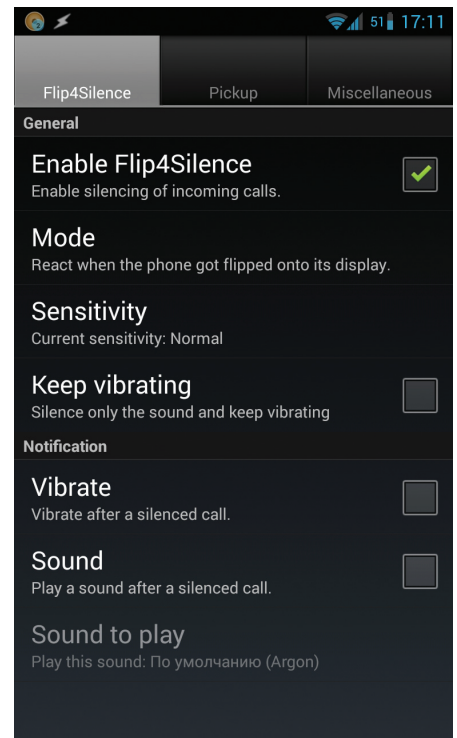 51 17:11
Flip4Silence Pickup Miscellaneous
General
Enable Flip4Silence
Enable silencing of incoming calls.
Mode
React when the phone got flipped onto its display.
Sensitivity
Current sensitivity: Normal
Keep vibrating
Silence only the sound and keep vibrating
Notification
Vibrate
Vibrate after a silenced call.
Sound
Play a sound after a silenced call.
Sound to play
Play this sound: По умолчанию (Argon)